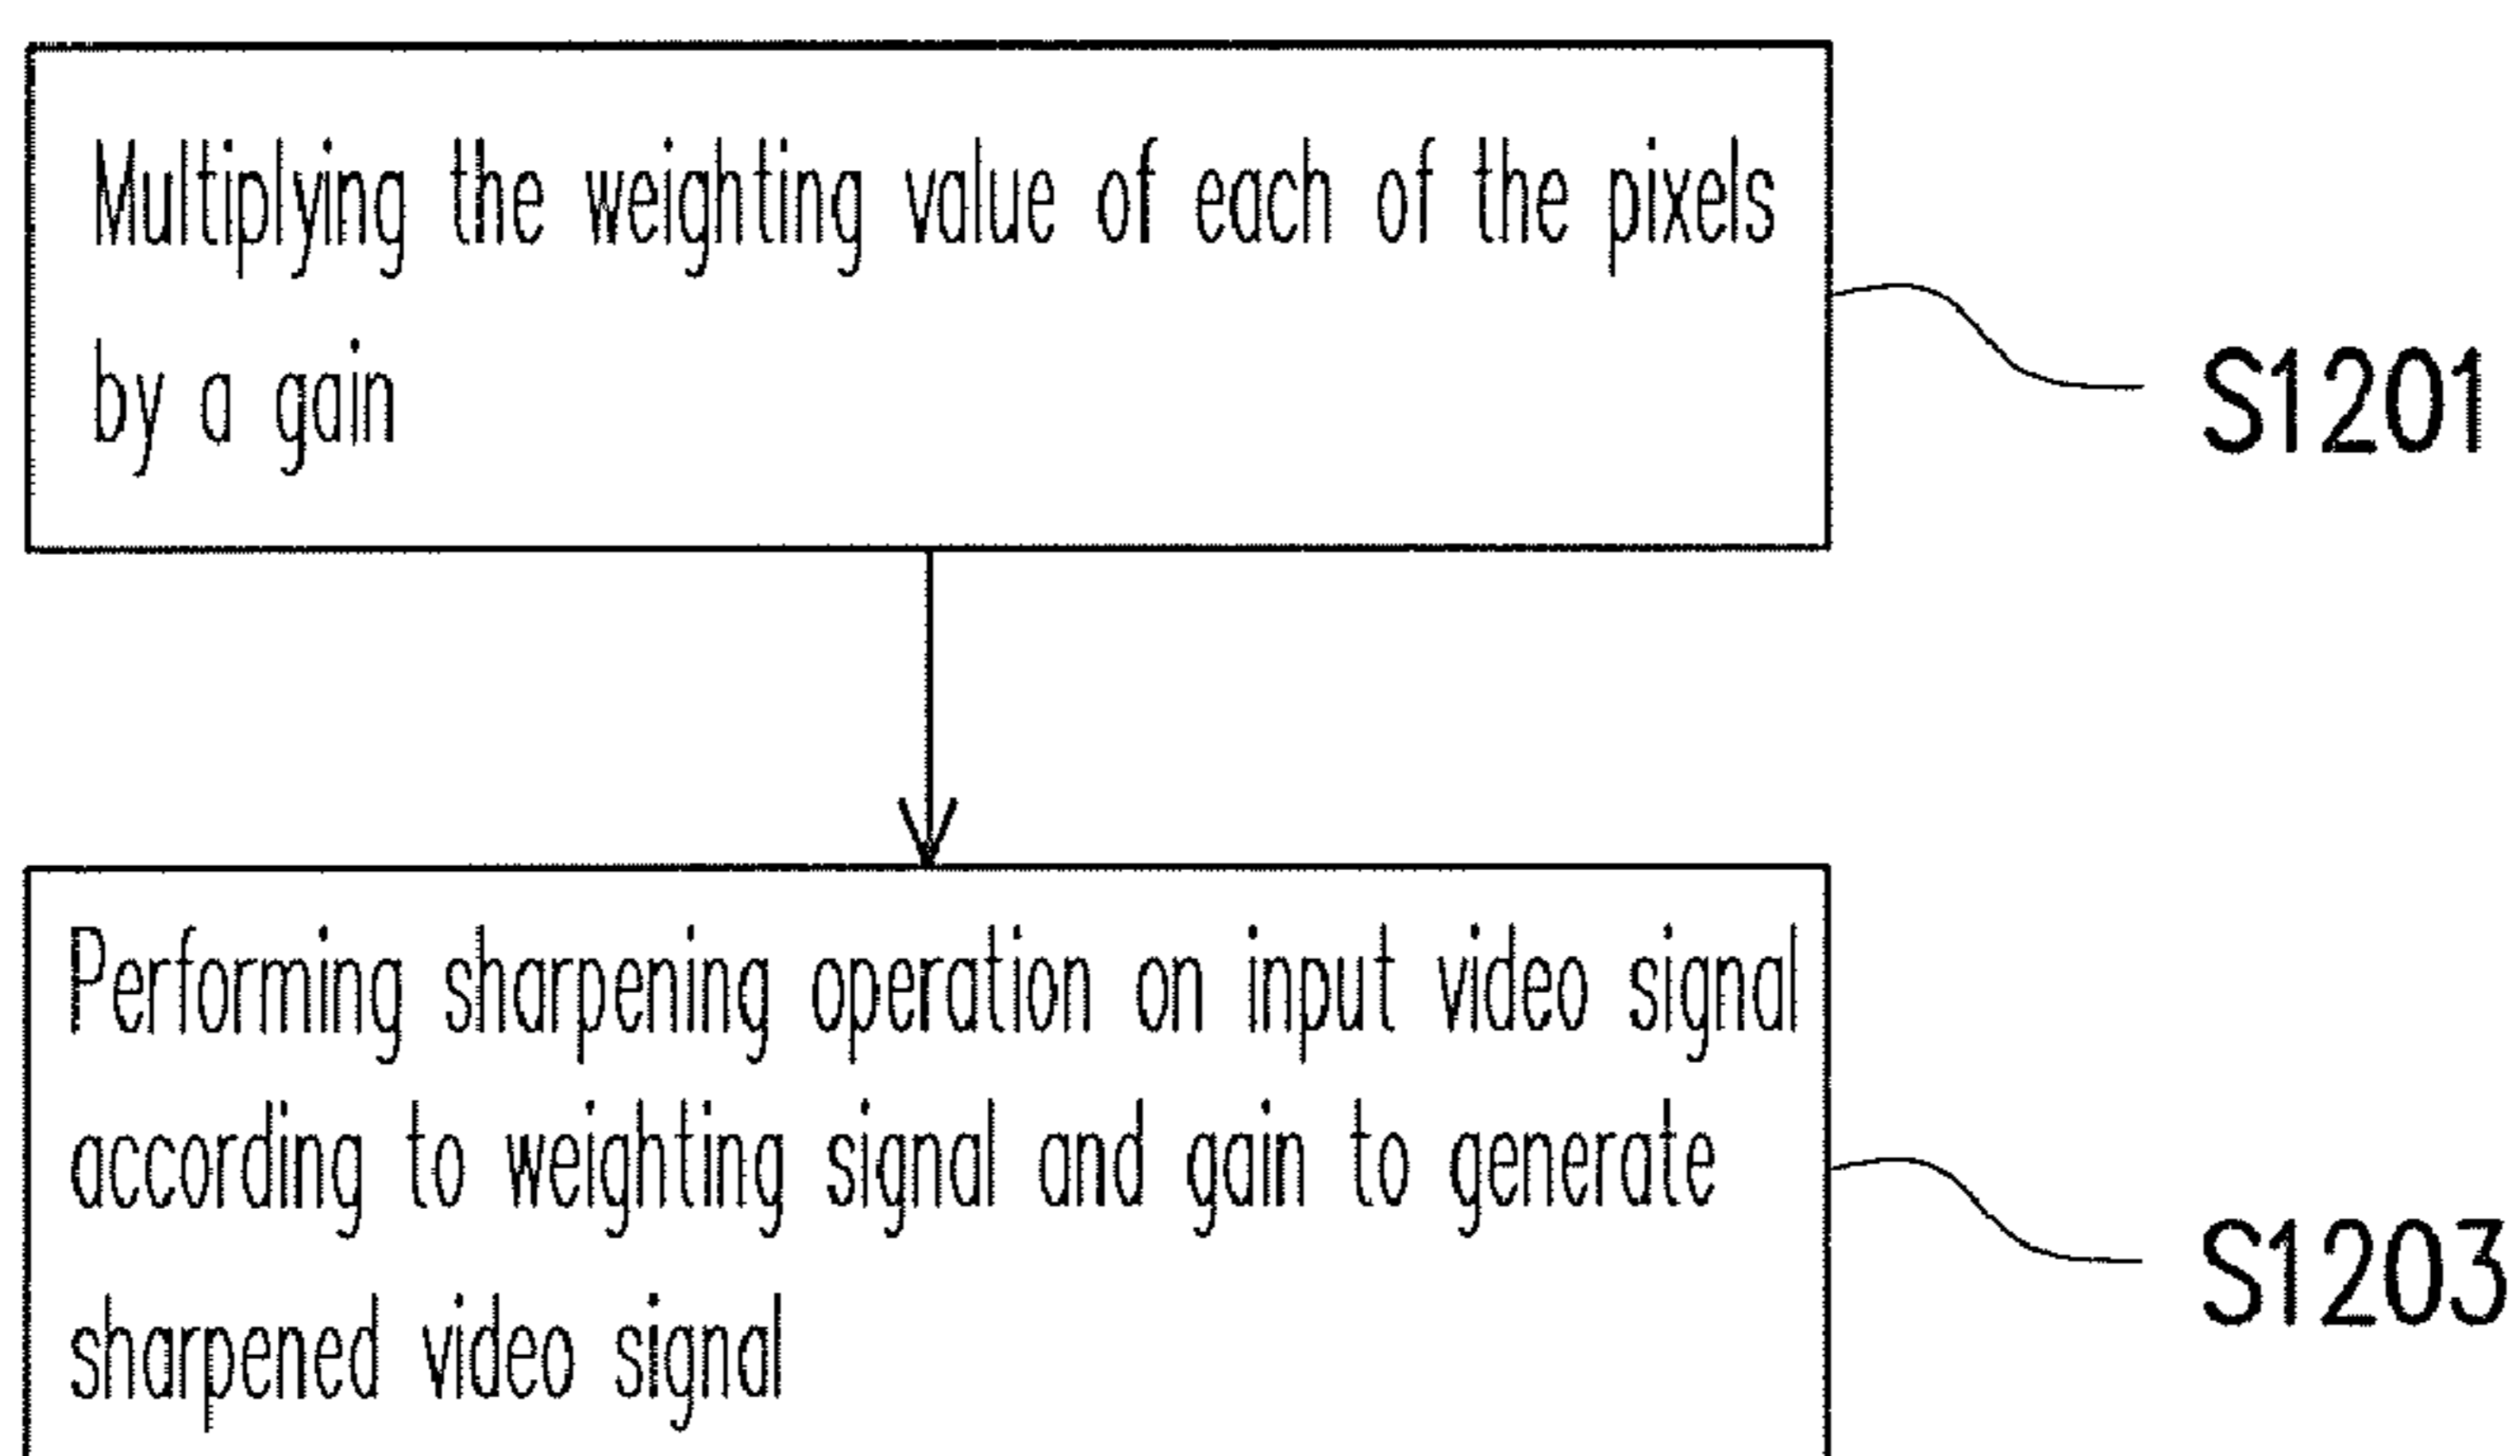 Multiplying the weighting value of each of the pixels
by a gain
S1201
Performing sharpening operation on input video signal
according to weighting signal and gain to generate
sharpened video signal
S1203